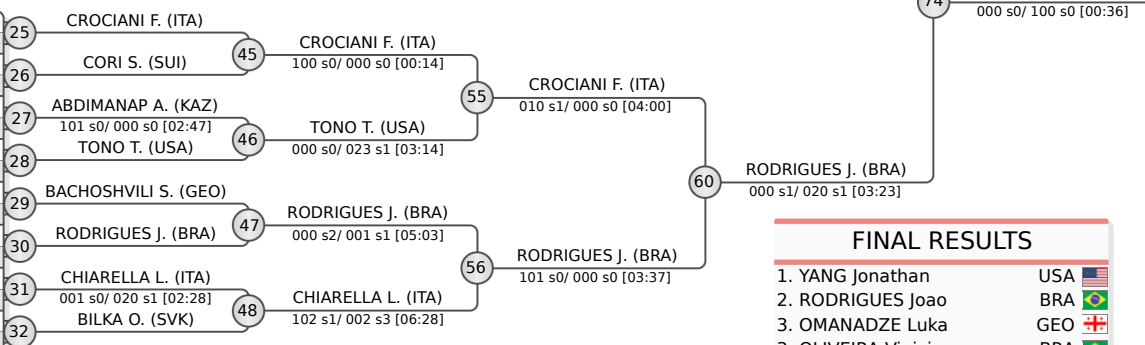 25
CROCIANI F. (ITA)
26
CORI S. (SUI)
27
ABDIMANAP A. (KAZ)
101 s0/ 000 s0 [02:47]
28
TONO T. (USA)
29
BACHOSHVILI S. (GEO)
30
RODRIGUES J. (BRA)
31
CHIARELLA L. (ITA)
001 s0/ 020 s1 [02:28]
32
BILKA O. (SVK)
45
CROCIANI F. (ITA)
100 s0/ 000 s0 [00:14]
46
TONO T. (USA)
000 s0/ 023 s1 [03:14]
47
RODRIGUES J. (BRA)
000 s2/ 001 s1 [05:03]
48
CHIARELLA L. (ITA)
102 s1/ 002 s3 [06:28]
55
CROCIANI F. (ITA)
010 s1/ 000 s0 [04:00]
56
RODRIGUES J. (BRA)
101 s0/ 000 s0 [03:37]
60
RODRIGUES J. (BRA)
000 s1/ 020 s1 [03:23]
74
000 s0/ 100 s0 [00:36]
FINAL RESULTS
1. YANG Jonathan USA
2. RODRIGUES Joao BRA
3. OMANADZE Luka GEO